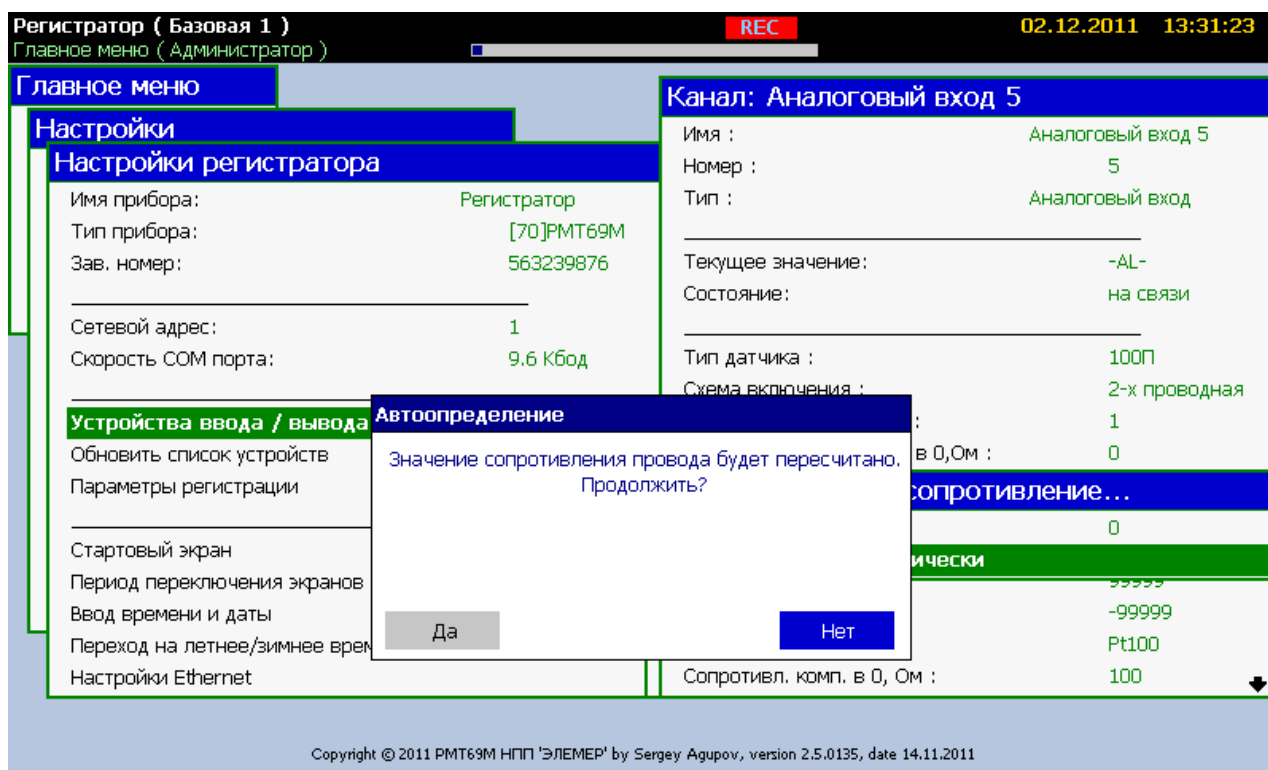 Регистратор ( Базовая 1 )
REC
02.12.2011 13:31:23
Главное меню ( Администратор )
Главное меню
Настройки
Настройки регистратора
Имя прибора: Регистратор
Тип прибора: [70]РМТ69М
Зав. номер: 563239876
Сетевой адрес: 1
Скорость COM порта: 9.6 Кбод
Устройства ввода / вывода
Обновить список устройств
Параметры регистрации
Стартовый экран
Период переключения экранов
Ввод времени и даты
Переход на летнее/зимнее врем
Настройки Ethernet
Канал: Аналоговый вход 5
Имя : Аналоговый вход 5
Номер : 5
Тип : Аналоговый вход
Текущее значение: -AL-
Состояние: на связи
Тип датчика : 100П
Схема включения : 2-х проводная
: 1
в 0,Ом : 0
сопротивление...
0
ически
99999
-99999
Pt100
Сопротивл. комп. в 0, Ом : 100
Автоопределение
Значение сопротивления провода будет пересчитано.
Продолжить?
Да
Нет
Copyright © 2011 РМТ69М НПП 'ЭЛЕМЕР' by Sergey Agupov, version 2.5.0135, date 14.11.2011